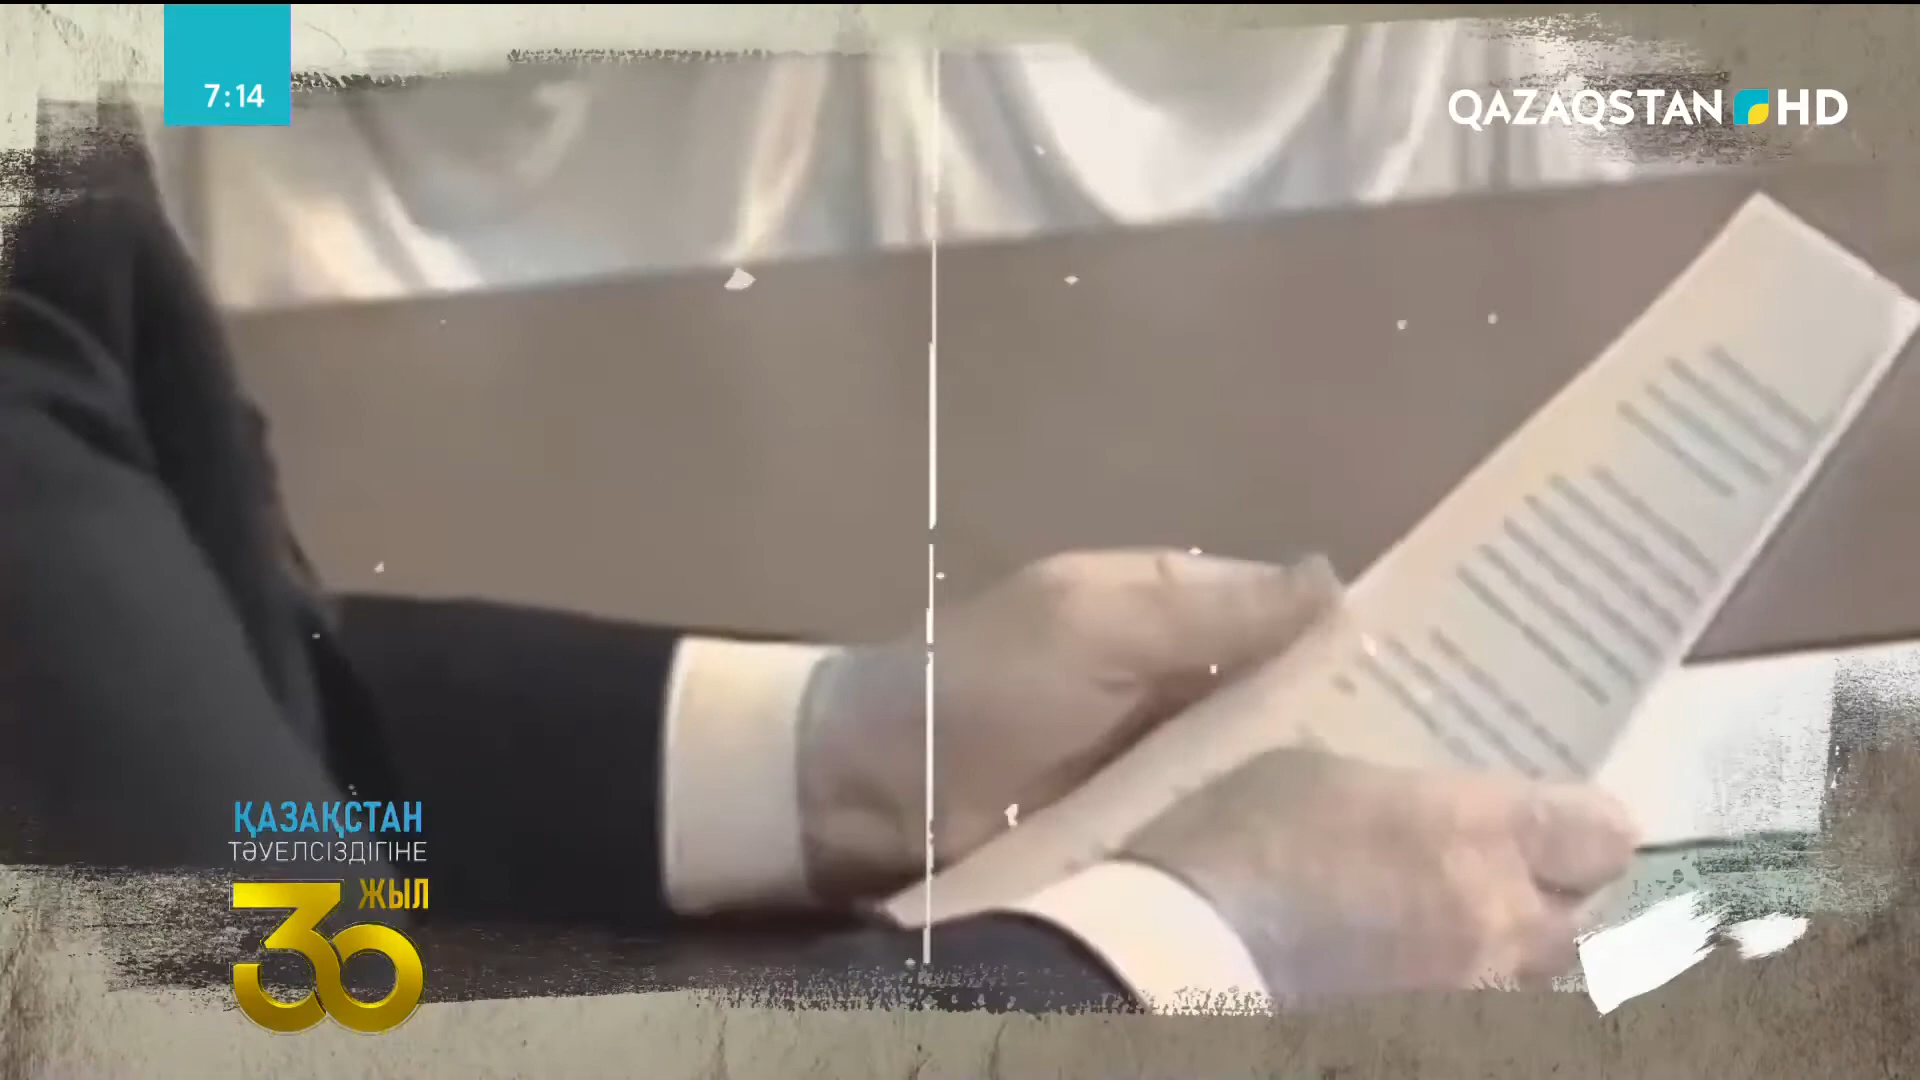 7:14
QAZAQSTAN HD
ҚАЗАҚСТАН
ТӘУЕЛСІЗДІГІНЕ
30 ЖЫЛ